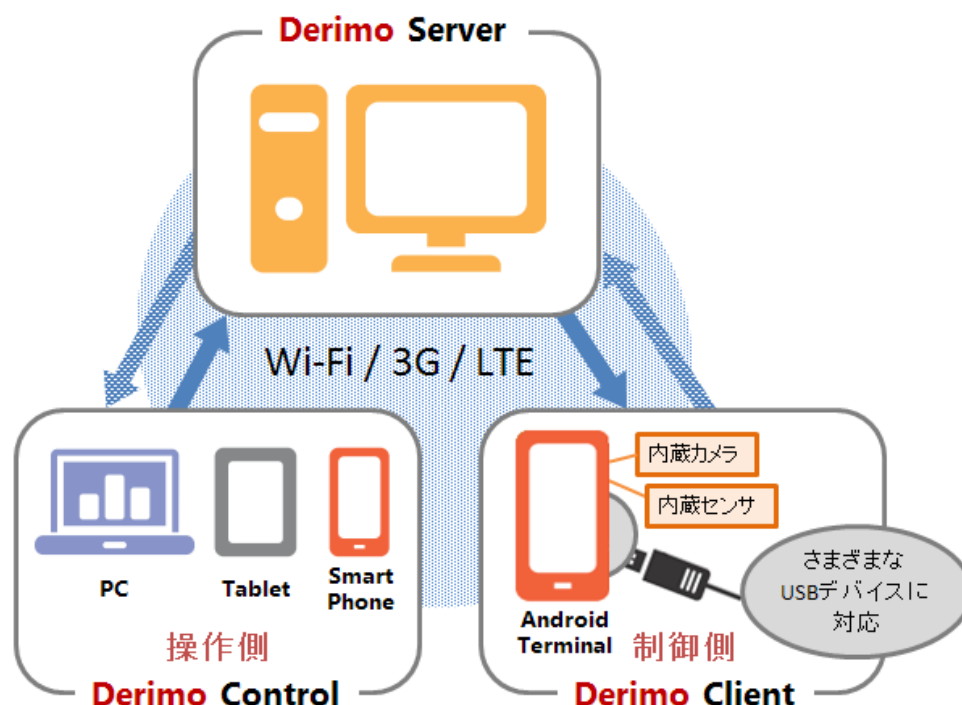 Derimo Server
Wi-Fi / 3G / LTE
内蔵カメラ
内蔵センサ
PC
Tablet
Smart
Phone
操作側
Derimo Control
Android
Terminal
制御側
さまざまな
USBデバイスに
対応
Derimo Client